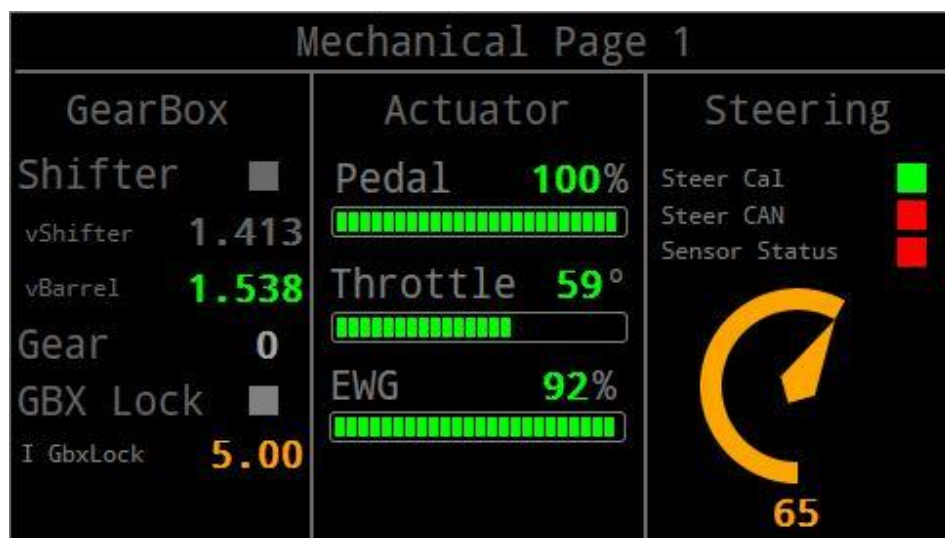 Mechanical Page 1
GearBox
Shifter
vShifter 1.413
vBarrel 1.538
Gear 0
GBX Lock
I GbxLock 5.00
Actuator
Pedal 100%
Throttle 59°
EWG 92%
Steering
Steer Cal
Steer CAN
Sensor Status
65